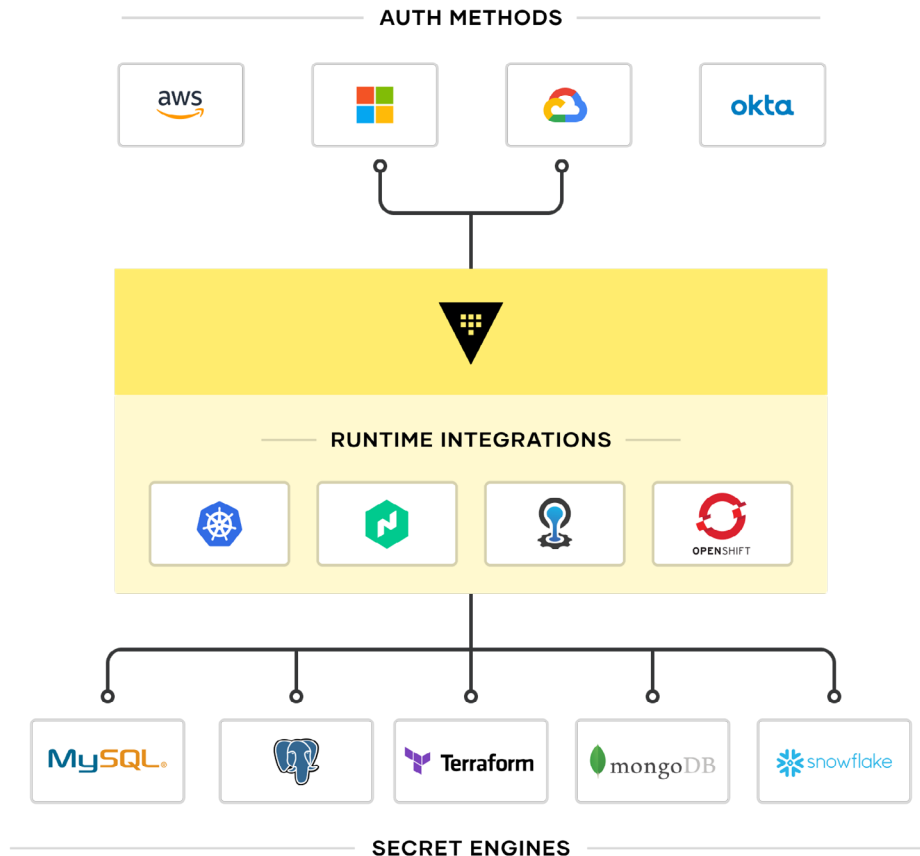 AUTH METHODS
aws
okta
RUNTIME INTEGRATIONS
OPENSHIFT
MySQL®
Terraform
mongoDB
snowflake
SECRET ENGINES